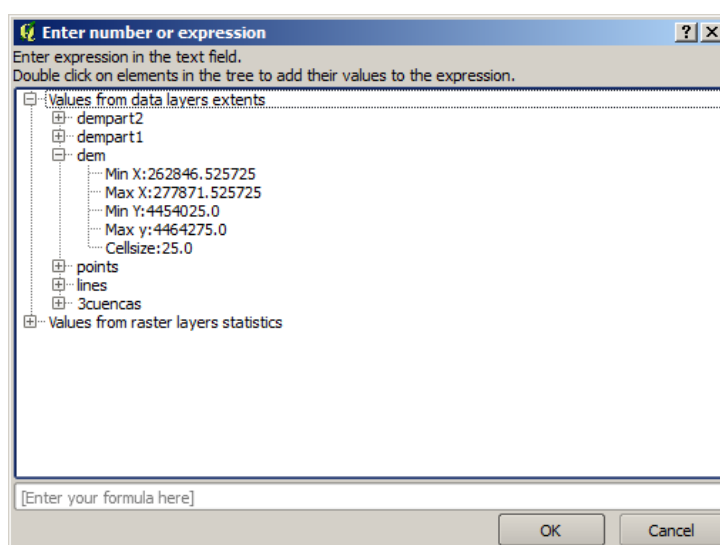 Enter number or expression
Enter expression in the text field.
Double click on elements in the tree to add their values to the expression.
Values from data layers extents
dempart2
dempart1
dem
Min X:262846.525725
Max X:277871.525725
Min Y:4454025.0
Max y:4464275.0
Cellsize:25.0
points
lines
3cuencas
Values from raster layers statistics
[Enter your formula here]
OK Cancel